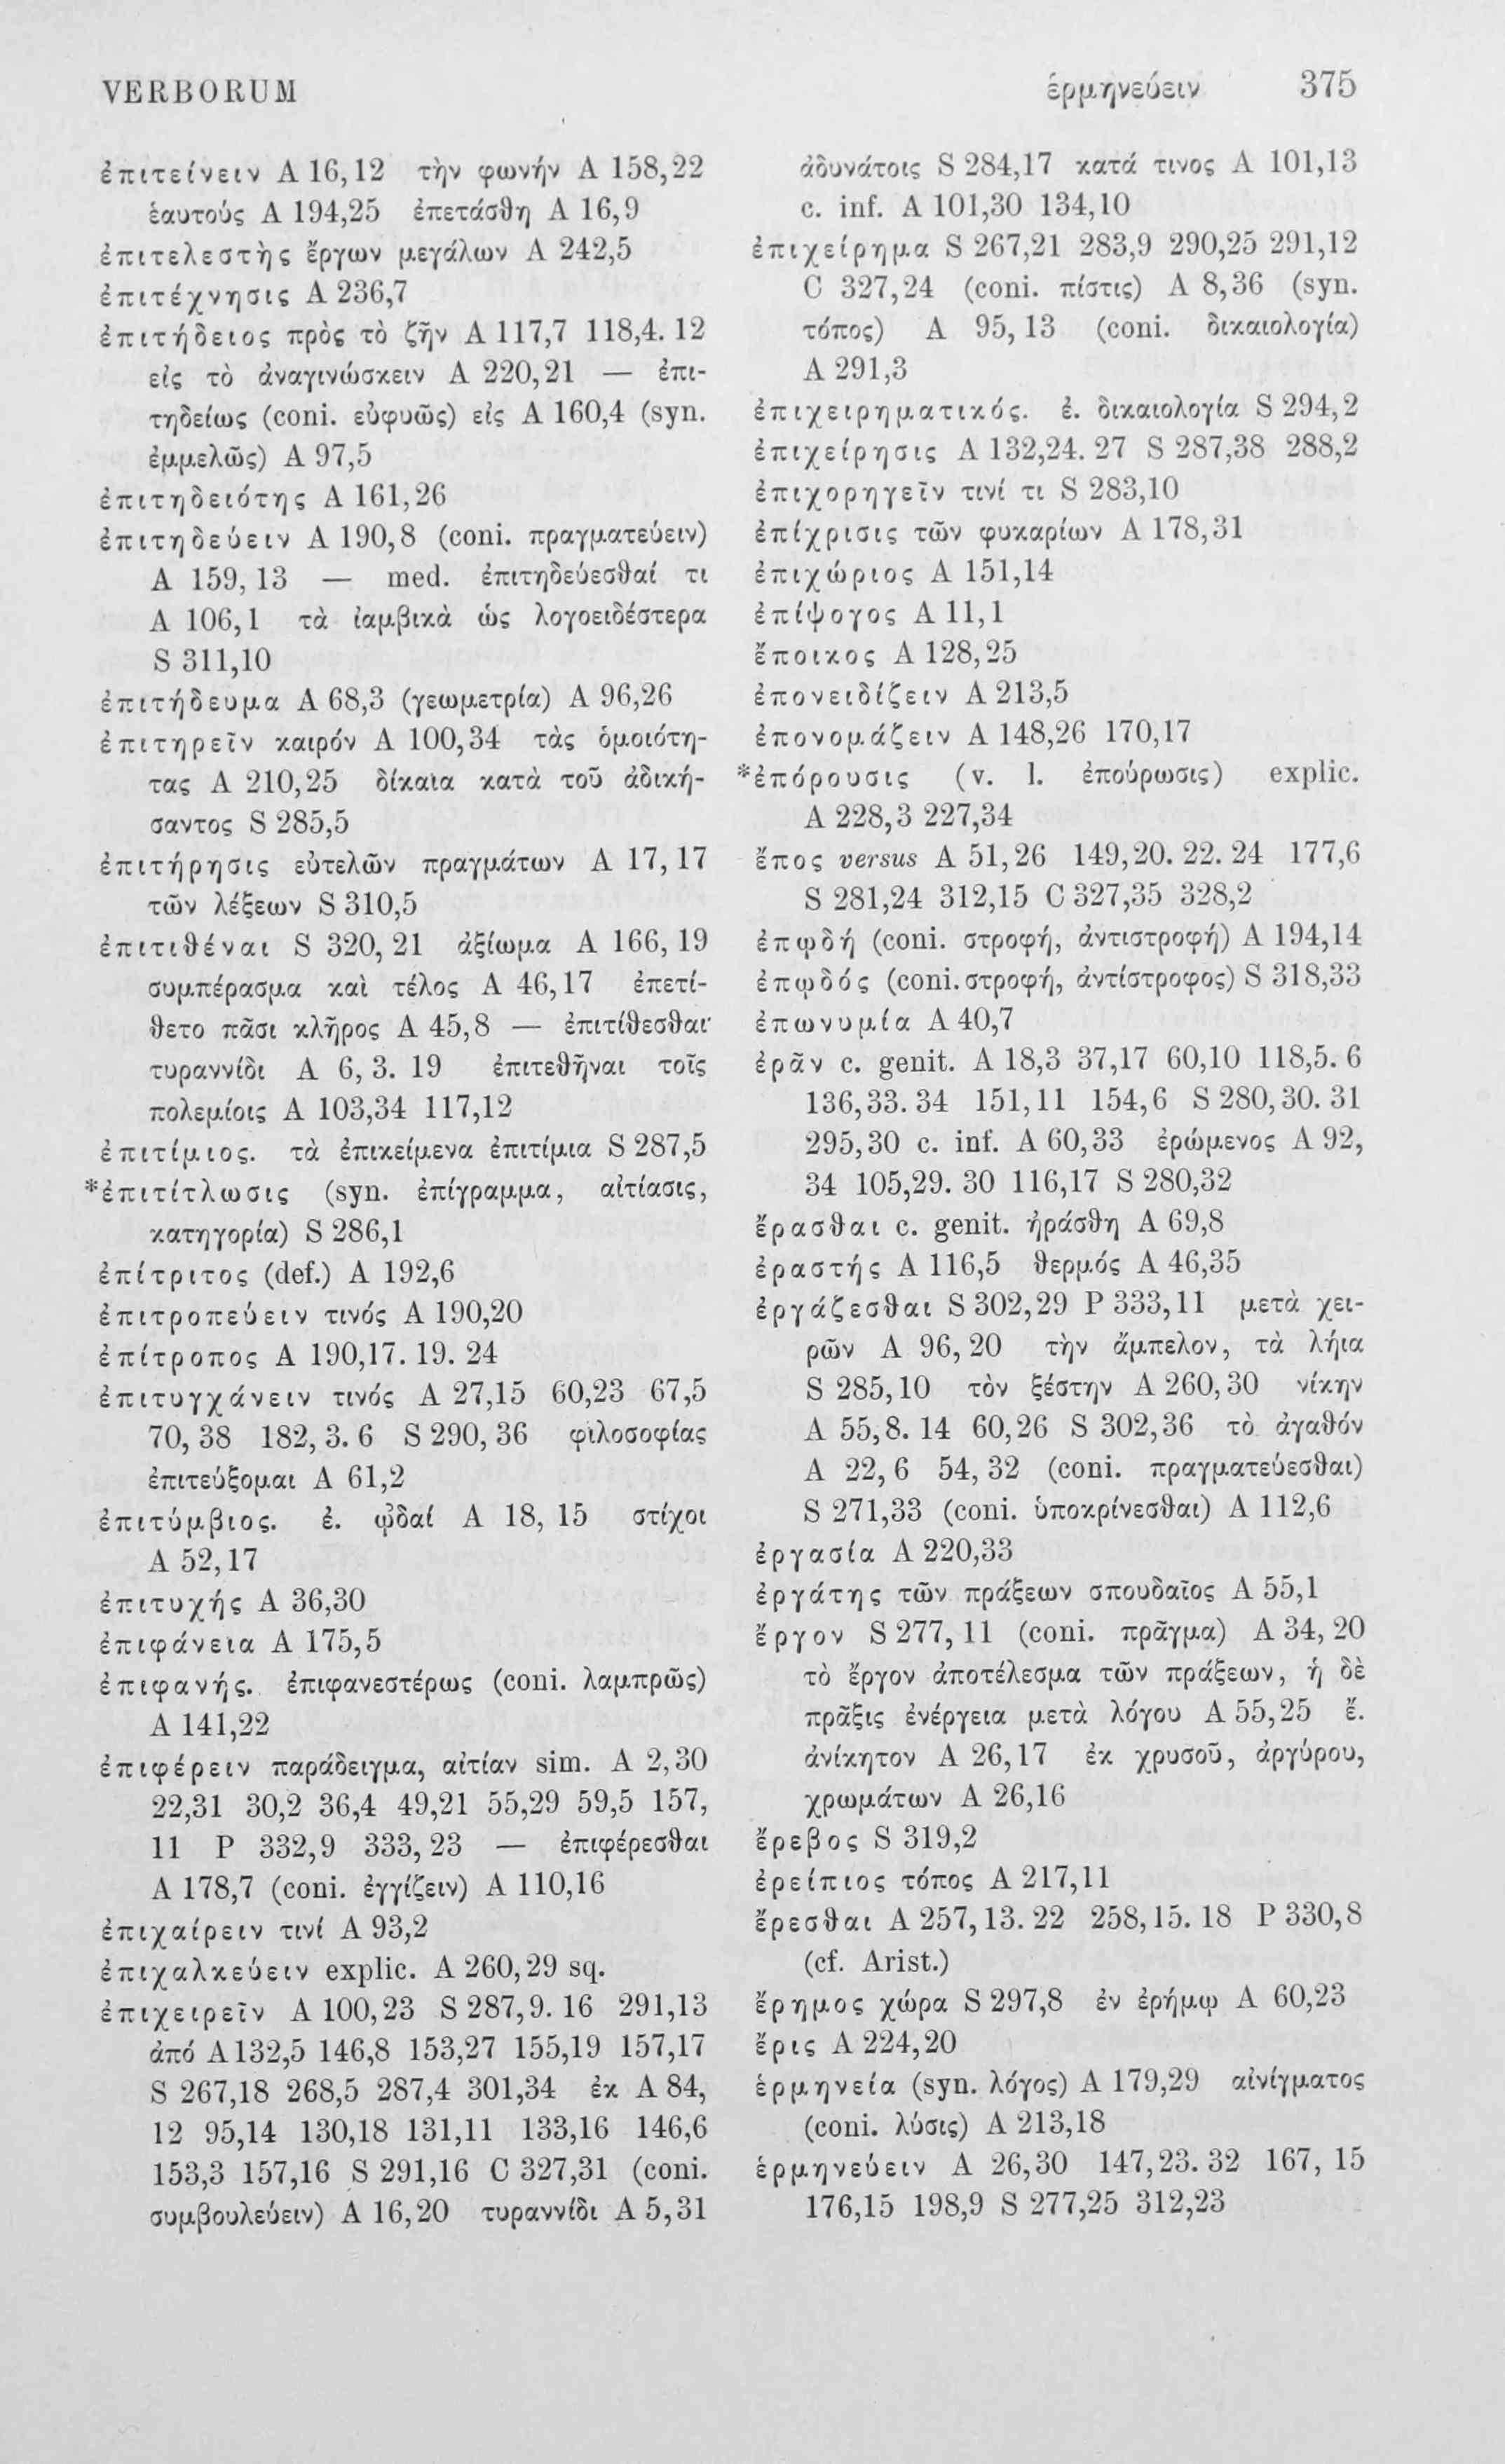 VERBORUM ἑρμηνεύειν 375
ἐπιτείνειν A 16,12 τὴν φωνήν A 158,22
ἑαυτούς A 194,25 ἐπετάσθη A 16,9
ἐπιτελεστὴς ἔργων μεγάλων A 242,5
ἐπιτέχνησις A 236,7
ἐπιτήδειος πρὸς τὸ ζῆν A 117,7 118,4. 12
εἰς τὸ ἀναγινώσκειν A 220,21 — ἐπι-
τηδείως (coni. εὐφυῶς) εἰς A 160,4 (syn.
ἐμμελῶς) A 97,5
ἐπιτηδειότης A 161,26
ἐπιτηδεύειν A 190,8 (coni. πραγματεύειν)
A 159,13 — med. ἐπιτηδεύεσθαί τι
A 106,1 τὰ ἰαμβικὰ ὡς λογοειδέστερα
S 311,10
ἐπιτήδευμα A 68,3 (γεωμετρία) A 96,26
ἐπιτηρεῖν καιρόν A 100,34 τὰς ὁμοιότη-
τας A 210,25 δίκαια κατὰ τοῦ ἀδική-
σαντος S 285,5
ἐπιτήρησις εὐτελῶν πραγμάτων A 17,17
τῶν λέξεων S 310,5
ἐπιτιθέναι S 320,21 ἀξίωμα A 166,19
συμπέρασμα καὶ τέλος A 46,17 ἐπετί-
θετο πᾶσι κλῆρος A 45,8 — ἐπιτίθεσθαι
τυραννίδι A 6,3. 19 ἐπιτεθῆναι τοῖς
πολεμίοις A 103,34 117,12
ἐπιτίμιος. τὰ ἐπικείμενα ἐπιτίμια S 287,5
*ἐπιτίτλωσις (syn. ἐπίγραμμα, αἰτίασις,
κατηγορία) S 286,1
ἐπίτριτος (def.) A 192,6
ἐπιτροπεύειν τινός A 190,20
ἐπίτροπος A 190,17. 19. 24
ἐπιτυγχάνειν τινός A 27,15 60,23 67,5
70,38 182,3. 6 S 290,36 φιλοσοφίας
ἐπιτεύξομαι A 61,2
ἐπιτύμβιος. ἐ. ᾠδαί A 18,15 στίχοι
A 52,17
ἐπιτυχής A 36,30
ἐπιφάνεια A 175,5
ἐπιφανής. ἐπιφανεστέρως (coni. λαμπρῶς)
A 141,22
ἐπιφέρειν παράδειγμα, αἰτίαν sim. A 2,30
22,31 30,2 36,4 49,21 55,29 59,5 157,
11 P 332,9 333,23 — ἐπιφέρεσθαι
A 178,7 (coni. ἐγγίζειν) A 110,16
ἐπιχαίρειν τινί A 93,2
ἐπιχαλκεύειν explic. A 260,29 sq.
ἐπιχειρεῖν A 100,23 S 287,9. 16 291,13
ἀπό A 132,5 146,8 153,27 155,19 157,17
S 267,18 268,5 287,4 301,34 ἐκ A 84,
12 95,14 130,18 131,11 133,16 146,6
153,3 157,16 S 291,16 C 327,31 (coni.
συμβουλεύειν) A 16,20 τυραννίδι A 5,31
ἀδυνάτοις S 284,17 κατά τινος A 101,13
c. inf. A 101,30 134,10
ἐπιχείρημα S 267,21 283,9 290,25 291,12
C 327,24 (coni. πίστις) A 8,36 (syn.
τόπος) A 95,13 (coni. δικαιολογία)
A 291,3
ἐπιχειρηματικός. ἐ. δικαιολογία S 294,2
ἐπιχείρησις A 132,24. 27 S 287,38 288,2
ἐπιχορηγεῖν τινί τι S 283,10
ἐπίχρισις τῶν φυκαρίων A 178,31
ἐπιχώριος A 151,14
ἐπίψογος A 11,1
ἔποικος A 128,25
ἐπονειδίζειν A 213,5
ἐπονομάζειν A 148,26 170,17
*ἐπόρουσις (v. l. ἐπούρωσις) explic.
A 228,3 227,34
ἔπος versus A 51,26 149,20. 22. 24 177,6
S 281,24 312,15 C 327,35 328,2
ἐπῳδή (coni. στροφή, ἀντιστροφή) A 194,14
ἐπῳδός (coni. στροφή, ἀντίστροφος) S 318,33
ἐπωνυμία A 40,7
ἐρᾶν c. genit. A 18,3 37,17 60,10 118,5. 6
136,33. 34 151,11 154,6 S 280,30. 31
295,30 c. inf. A 60,33 ἐρώμενος A 92,
34 105,29. 30 116,17 S 280,32
ἔρασθαι c. genit. ἠράσθη A 69,8
ἐραστής A 116,5 θερμός A 46,35
ἐργάζεσθαι S 302,29 P 333,11 μετὰ χει-
ρῶν A 96,20 τὴν ἄμπελον, τὰ λήια
S 285,10 τὸν ξέστην A 260,30 νίκην
A 55,8. 14 60,26 S 302,36 τὸ ἀγαθόν
A 22,6 54,32 (coni. πραγματεύεσθαι)
S 271,33 (coni. ὑποκρίνεσθαι) A 112,6
ἐργασία A 220,33
ἐργάτης τῶν πράξεων σπουδαῖος A 55,1
ἔργον S 277,11 (coni. πρᾶγμα) A 34,20
τὸ ἔργον ἀποτέλεσμα τῶν πράξεων, ἡ δὲ
πρᾶξις ἐνέργεια μετὰ λόγου A 55,25 ἔ.
ἀνίκητον A 26,17 ἐκ χρυσοῦ, ἀργύρου,
χρωμάτων A 26,16
ἔρεβος S 319,2
ἐρείπιος τόπος A 217,11
ἔρεσθαι A 257,13. 22 258,15. 18 P 330,8
(cf. Arist.)
ἔρημος χώρα S 297,8 ἐν ἐρήμῳ A 60,23
ἔρις A 224,20
ἑρμηνεία (syn. λόγος) A 179,29 αἰνίγματος
(coni. λύσις) A 213,18
ἑρμηνεύειν A 26,30 147,23. 32 167,15
176,15 198,9 S 277,25 312,23